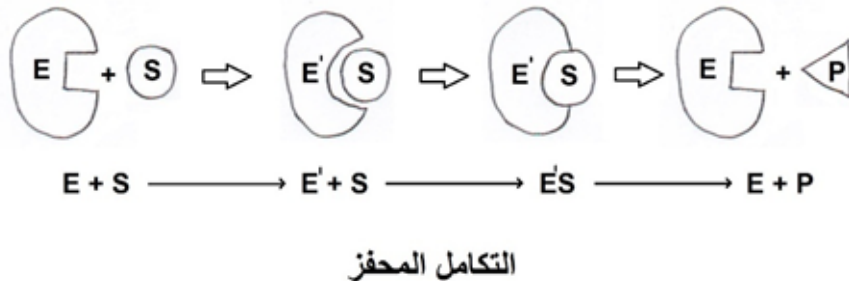 E + S E' S E' S E + P
E + S → E' + S → E'S → E + P
التكامل المحفز